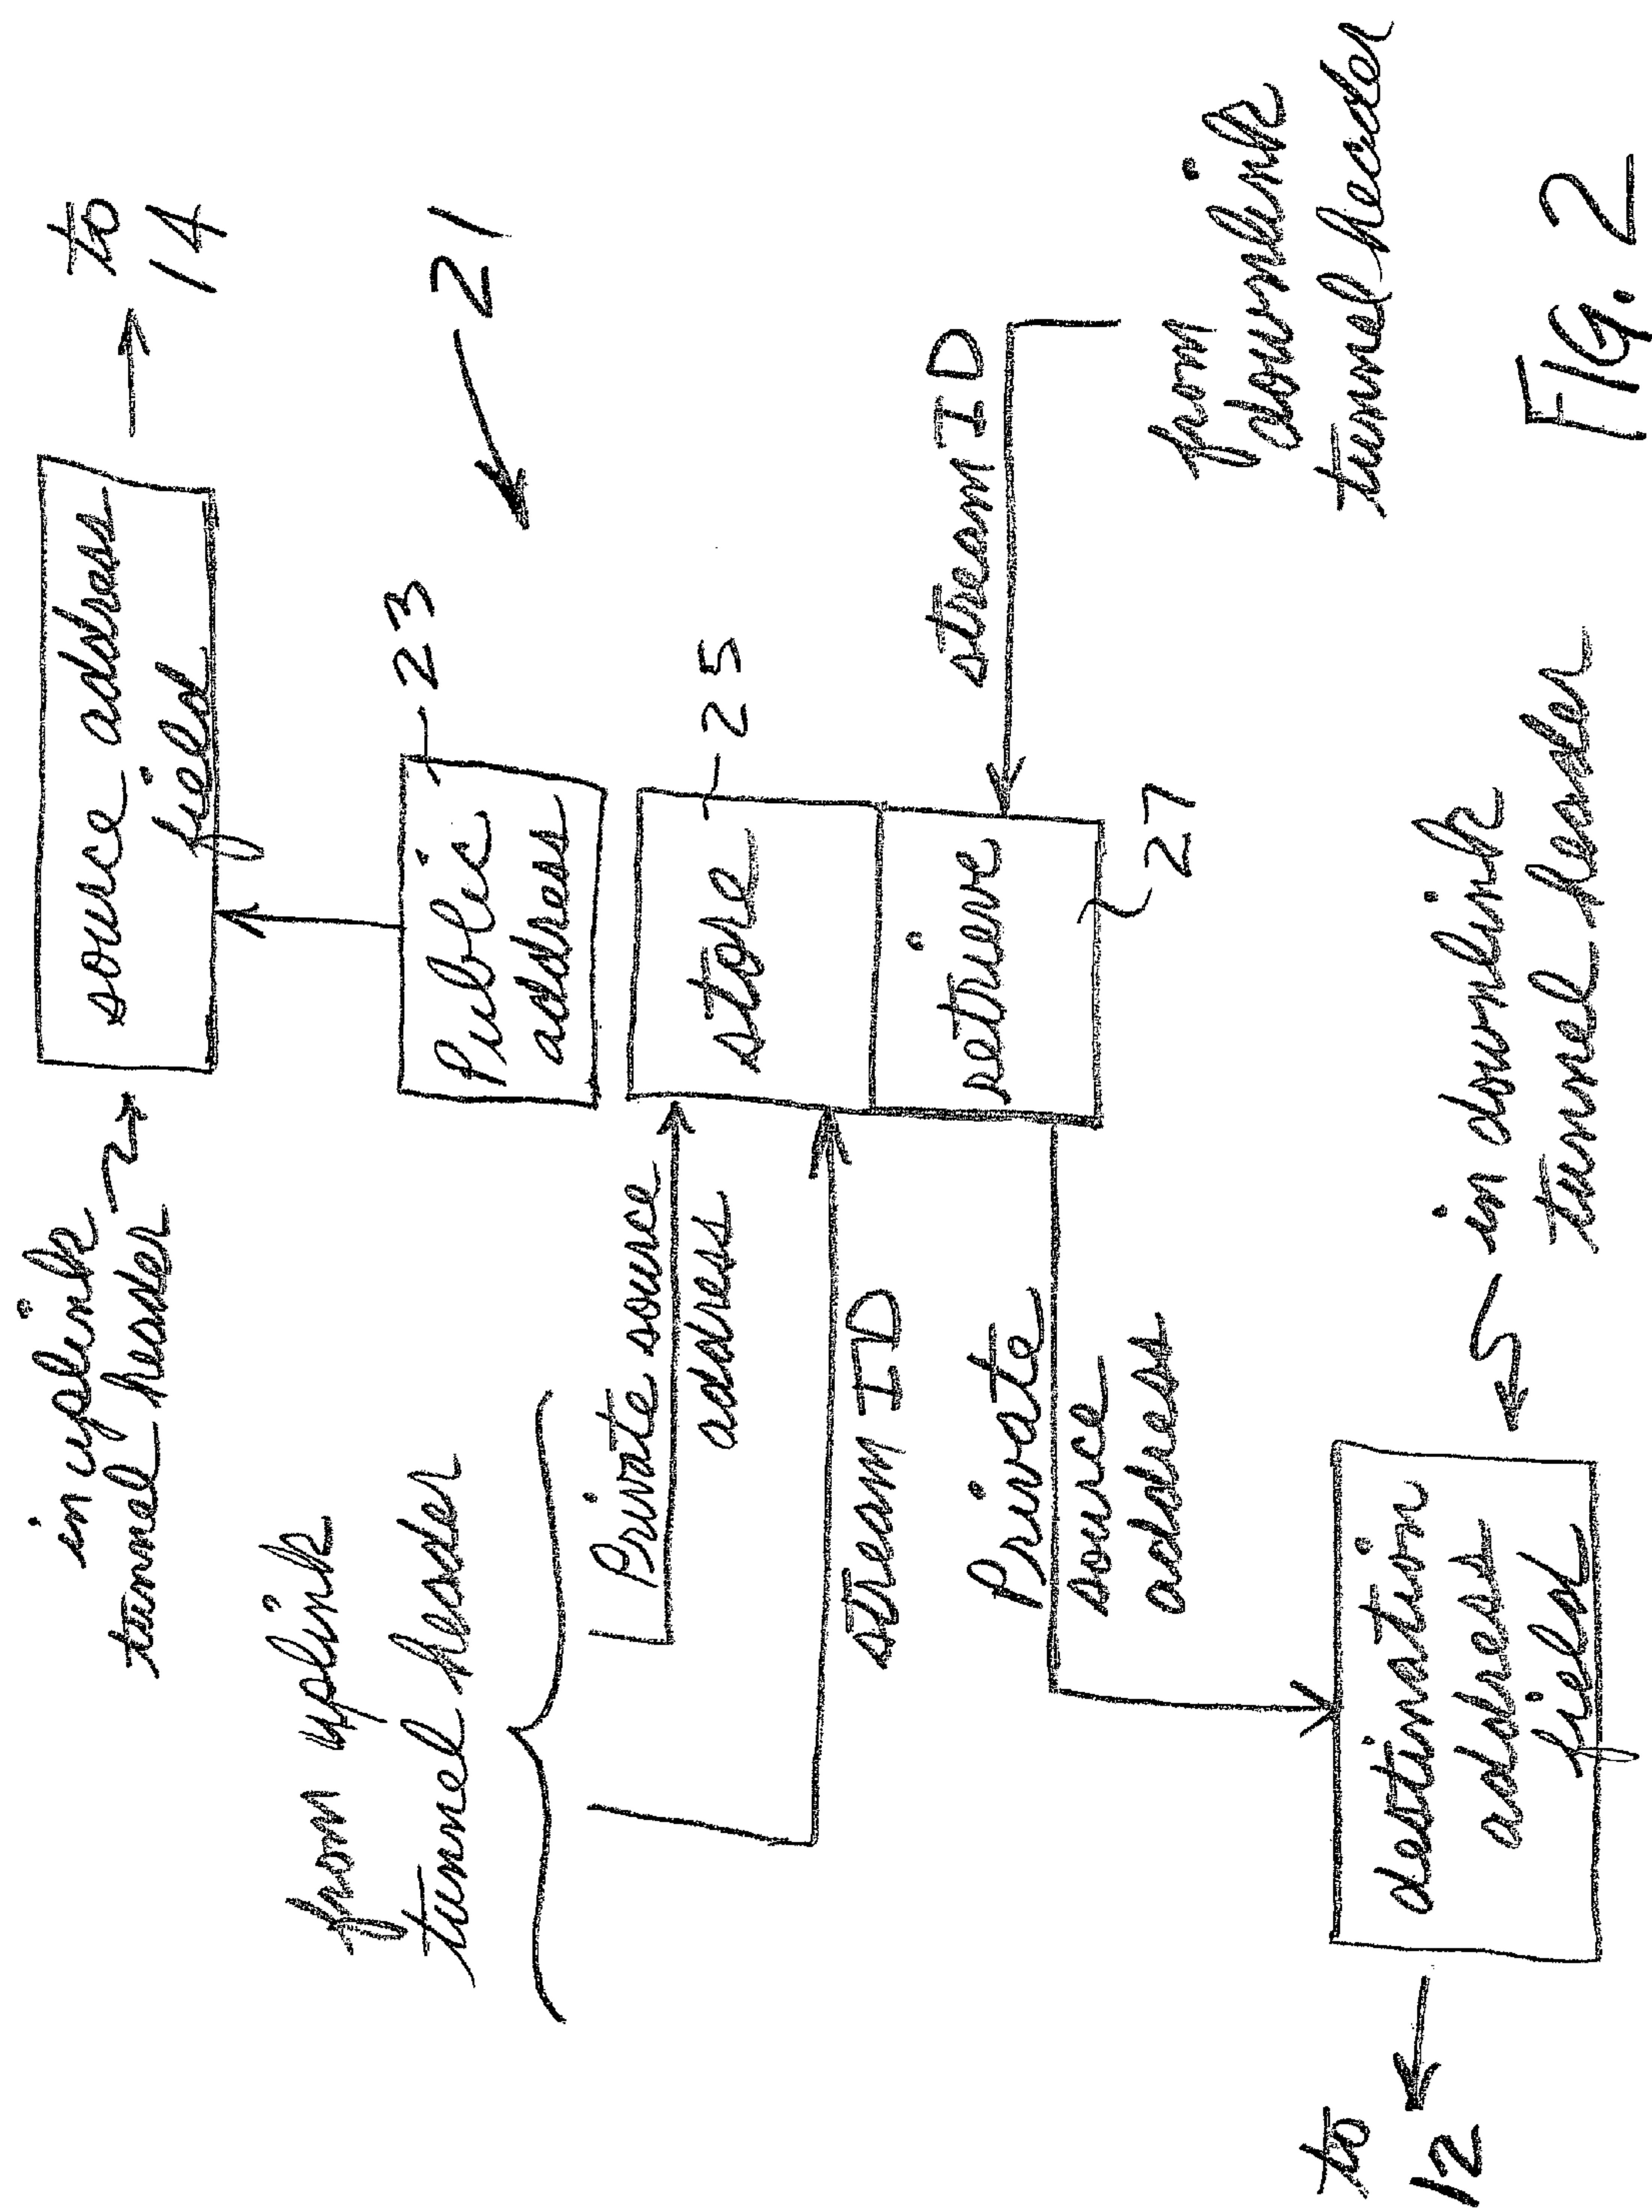 in uplink
tunnel header
source address
field
to
14
from uplink
tunnel header
21
Public
address
23
Private source
address
store
25
stream ID
retrieve
27
stream ID
from
downlink
tunnel header
Private
source
address
in downlink
tunnel header
destination
address
field
to
12
FIG. 2